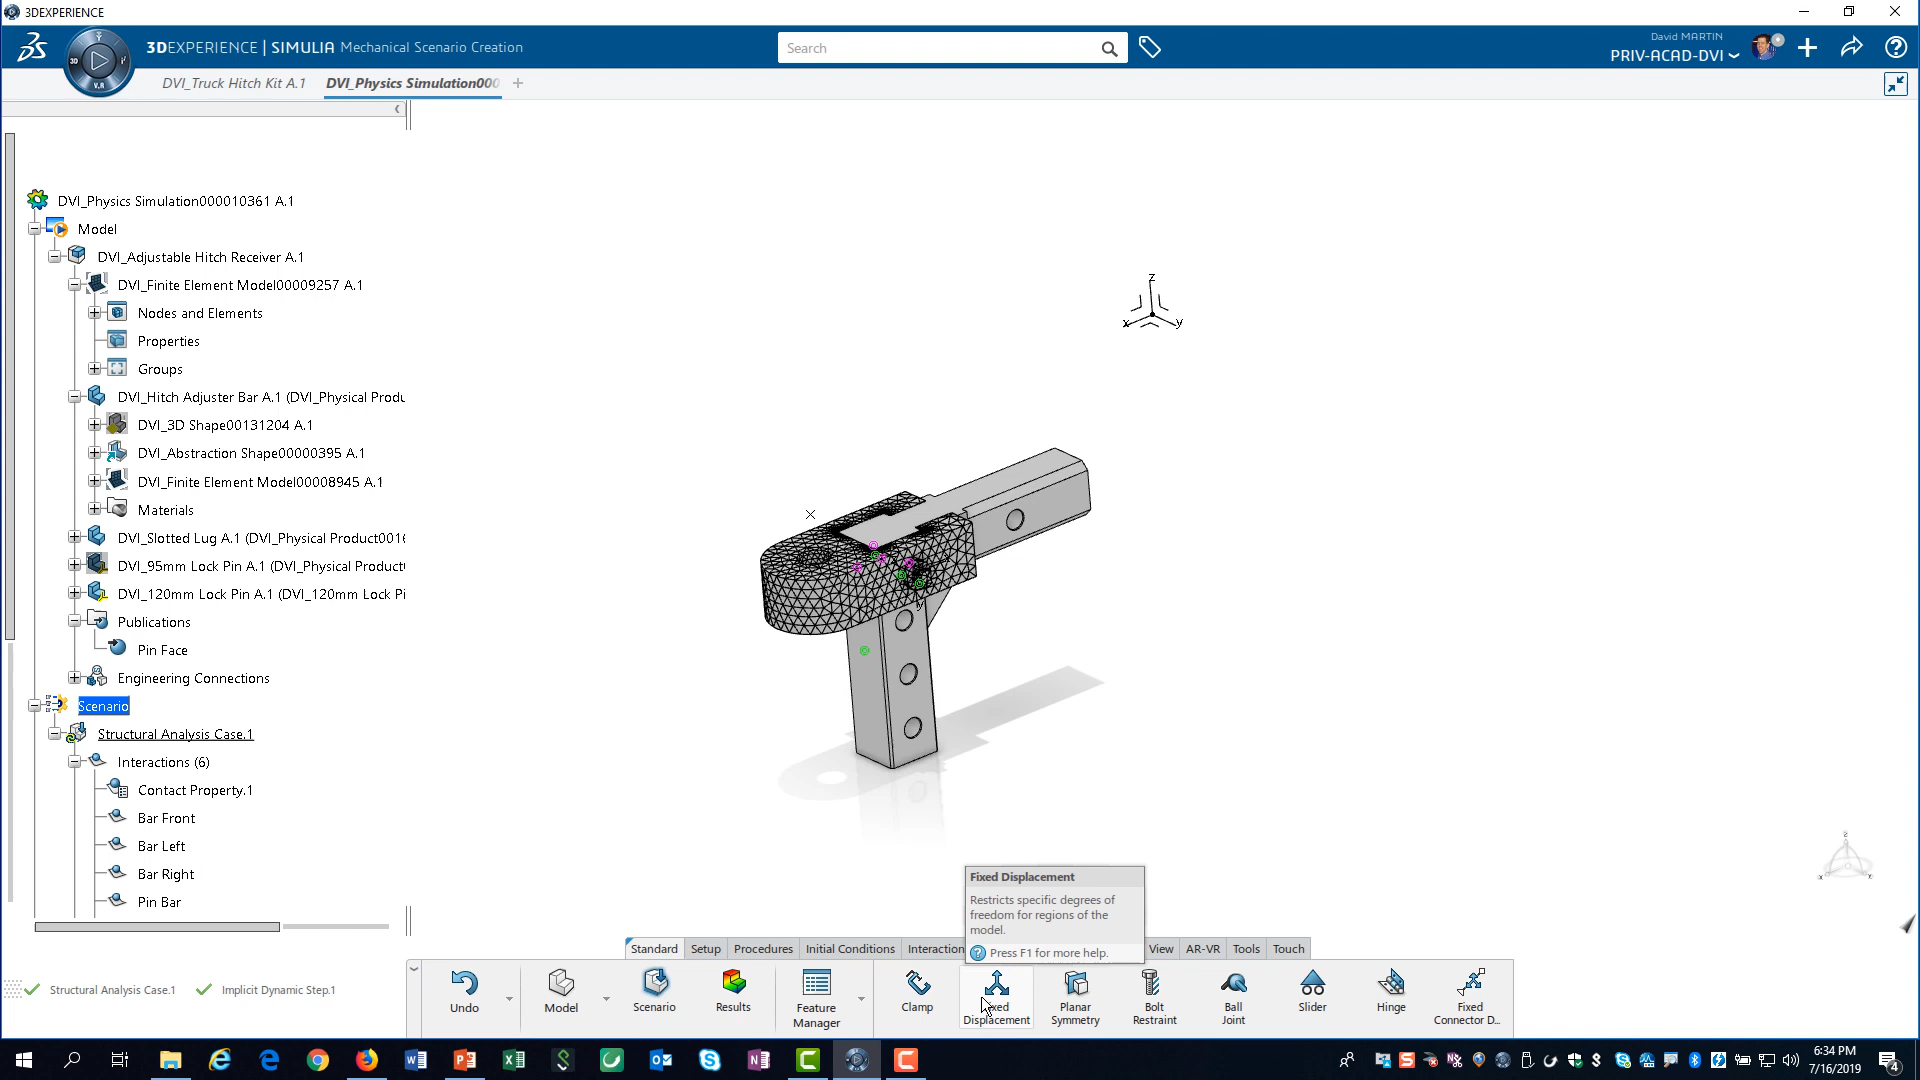 3DEXPERIENCE
3DEXPERIENCE | SIMULIA Mechanical Scenario Creation
Search
David MARTIN
PRIV-ACAD-DVI
3D
V.R
DVI_Truck Hitch Kit A.1
DVI_Physics Simulation000
DVI_Physics Simulation000010361 A.1
Model
DVI_Adjustable Hitch Receiver A.1
DVI_Finite Element Model00009257 A.1
Nodes and Elements
Properties
Groups
DVI_Hitch Adjuster Bar A.1 (DVI_Physical Produ
DVI_3D Shape00131204 A.1
DVI_Abstraction Shape00000395 A.1
DVI_Finite Element Model00008945 A.1
Materials
DVI_Slotted Lug A.1 (DVI_Physical Product0016
DVI_95mm Lock Pin A.1 (DVI_Physical Product
DVI_120mm Lock Pin A.1 (DVI_120mm Lock Pi
Publications
Pin Face
Engineering Connections
Scenario
Structural Analysis Case.1
Interactions (6)
Contact Property.1
Bar Front
Bar Left
Bar Right
Pin Bar
z
x
y
y
Fixed Displacement
Restricts specific degrees of
freedom for regions of the
model.
Press F1 for more help.
Standard
Setup
Procedures
Initial Conditions
Interaction
View
AR-VR
Tools
Touch
Structural Analysis Case.1
Implicit Dynamic Step.1
Undo
Model
Scenario
Results
Feature
Manager
Clamp
Displacement
Planar
Symmetry
Bolt
Restraint
Ball
Joint
Slider
Hinge
Fixed
Connector D...
6:34 PM
7/16/2019
4